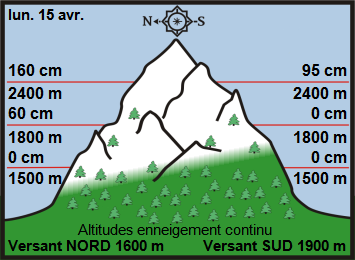 lun. 15 avr.
N S
160 cm 95 cm
2400 m 2400 m
60 cm 0 cm
1800 m 1800 m
0 cm 0 cm
1500 m 1500 m
Altitudes enneigement continu
Versant NORD 1600 m Versant SUD 1900 m